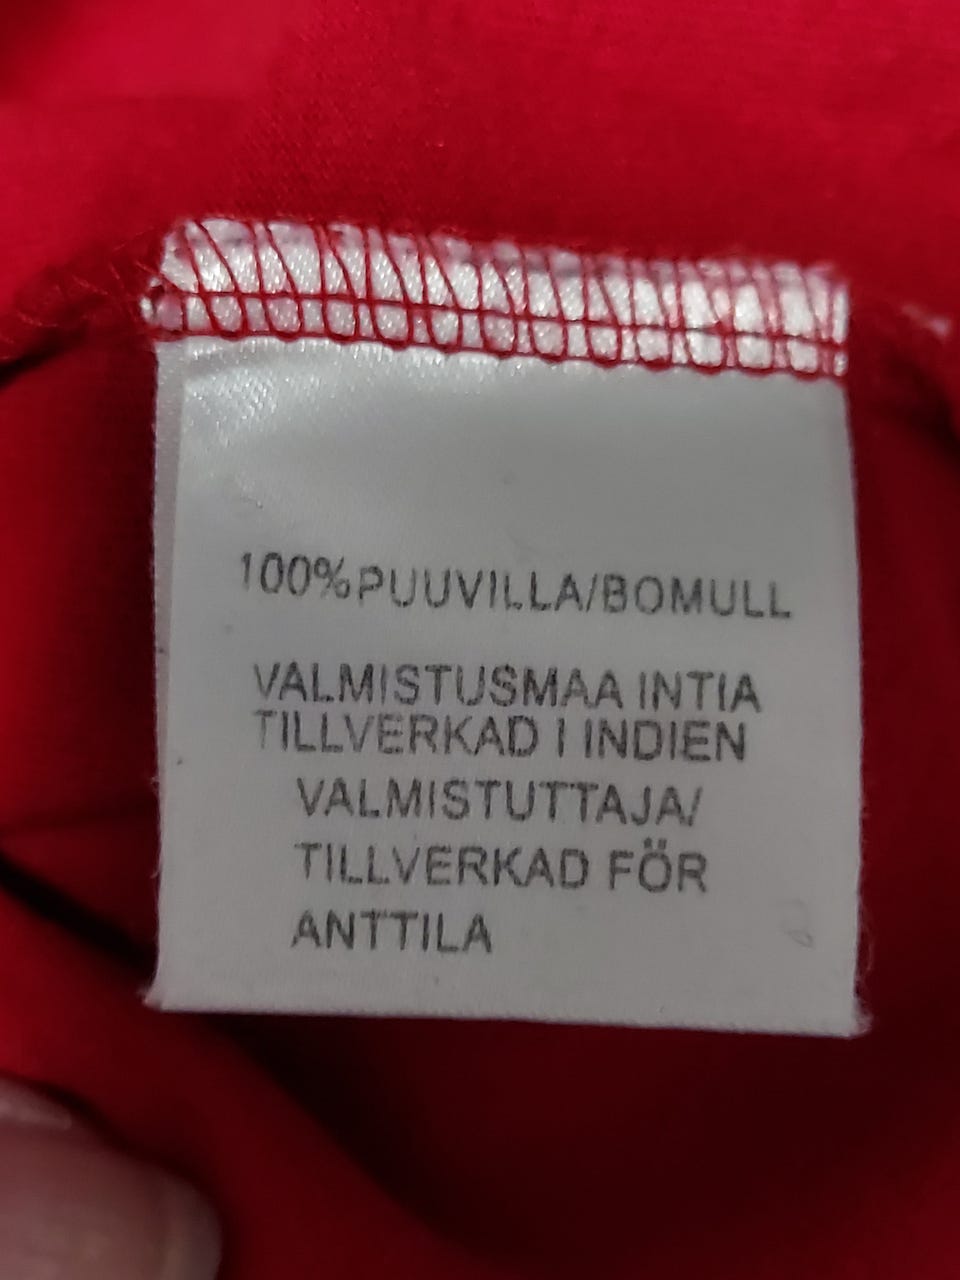 100%PUUVILLA/BOMULL
VALMISTUSMAA INTIA
TILLVERKAD I INDIEN
VALMISTUTTAJA/
TILLVERKAD FÖR
ANTTILA